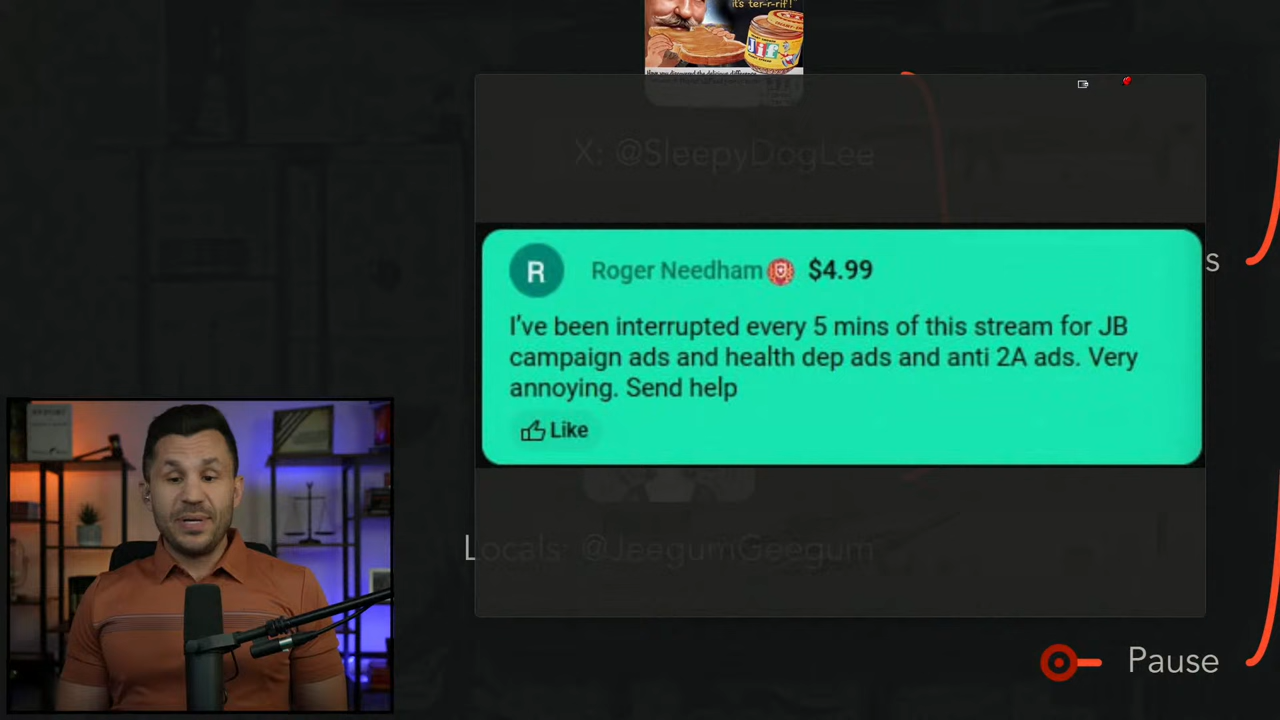 it's ter-r-rif!"
Jif
X: @SleepyDogLee
R
Roger Needham
$4.99
I've been interrupted every 5 mins of this stream for JB
campaign ads and health dep ads and anti 2A ads. Very
annoying. Send help
Like
s
Locals: @JaegumGeegum
Pause